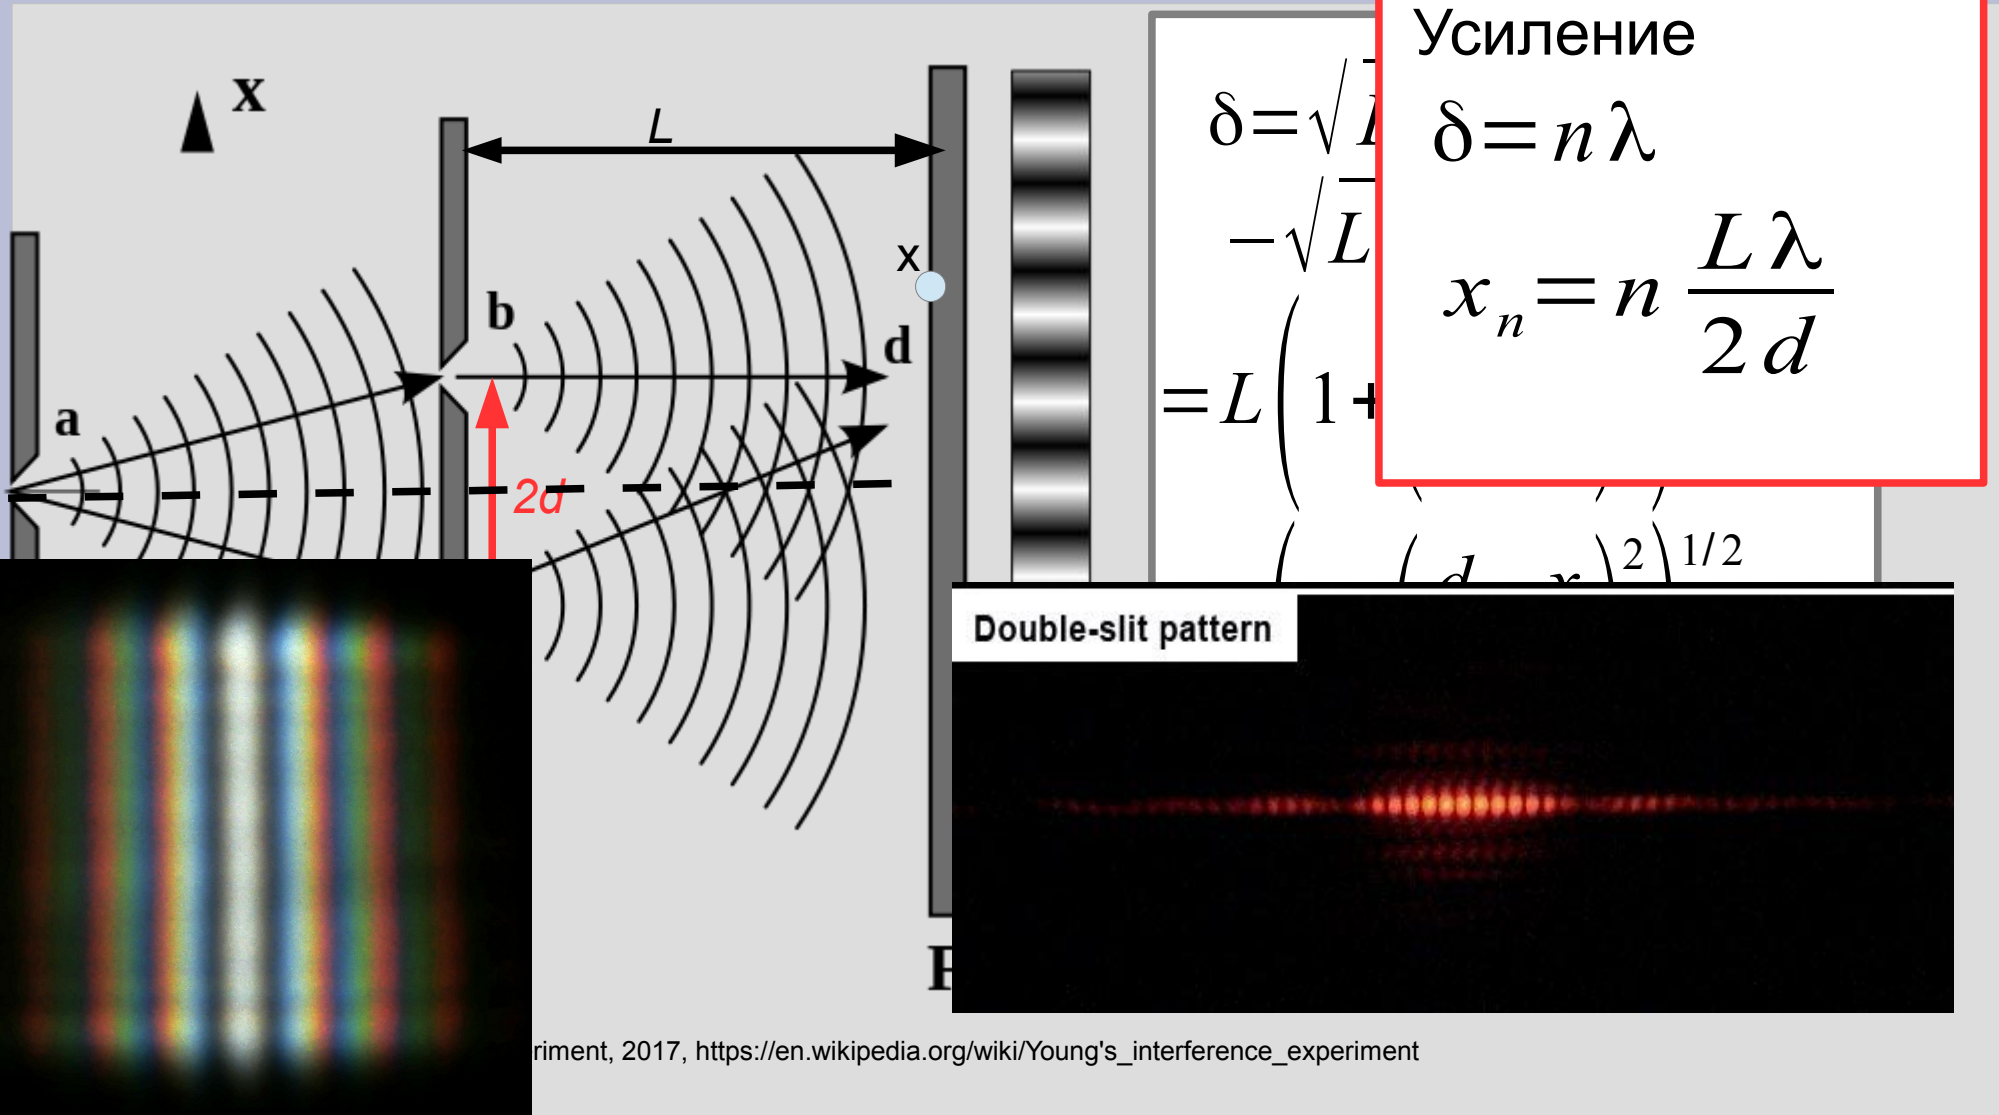 x
L
a
b
x
d
2d
F
δ=√
−√L
=L(1+
d x )² )^1/2
Усиление
δ=nλ
xₙ=n Lλ/2d
Double-slit pattern
riment, 2017, https://en.wikipedia.org/wiki/Young's_interference_experiment